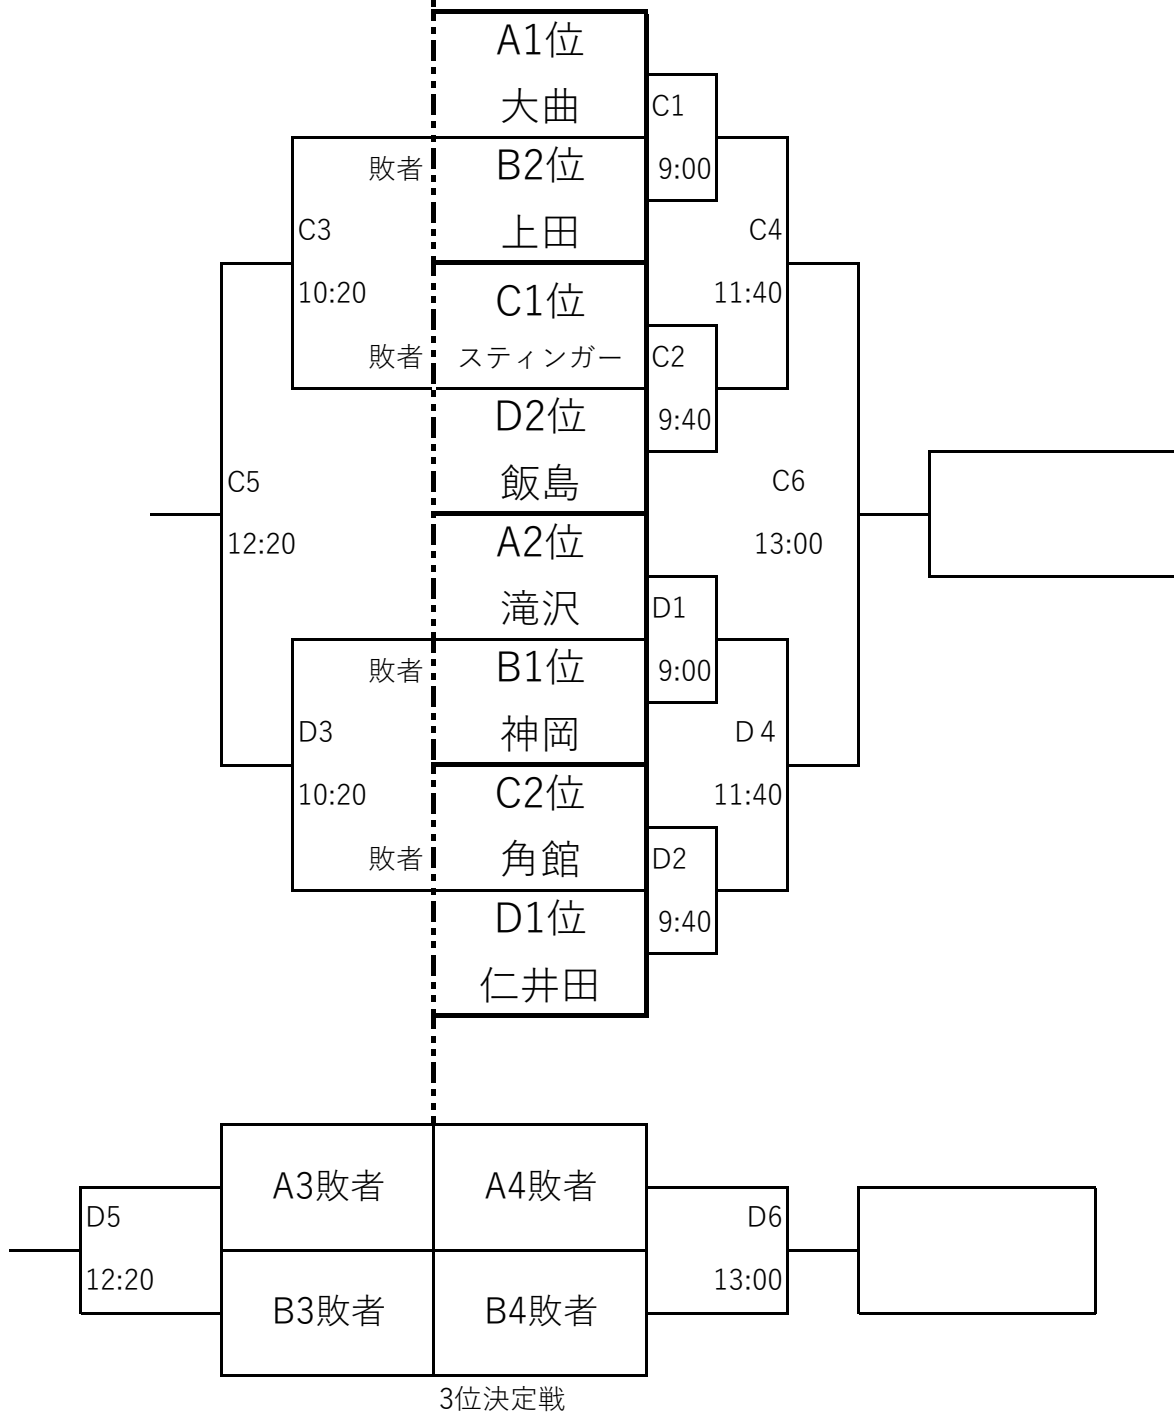 A1位
大曲
C1
9:00
敗者
B2位
上田
C3
10:20
C4
11:40
C1位
敗者
スティンガー
C2
9:40
D2位
飯島
C5
12:20
C6
13:00
A2位
滝沢
D1
9:00
敗者
B1位
神岡
D3
10:20
D 4
11:40
C2位
敗者
角館
D2
9:40
D1位
仁井田
A3敗者
A4敗者
D5
12:20
D6
13:00
B3敗者
B4敗者
3位決定戦